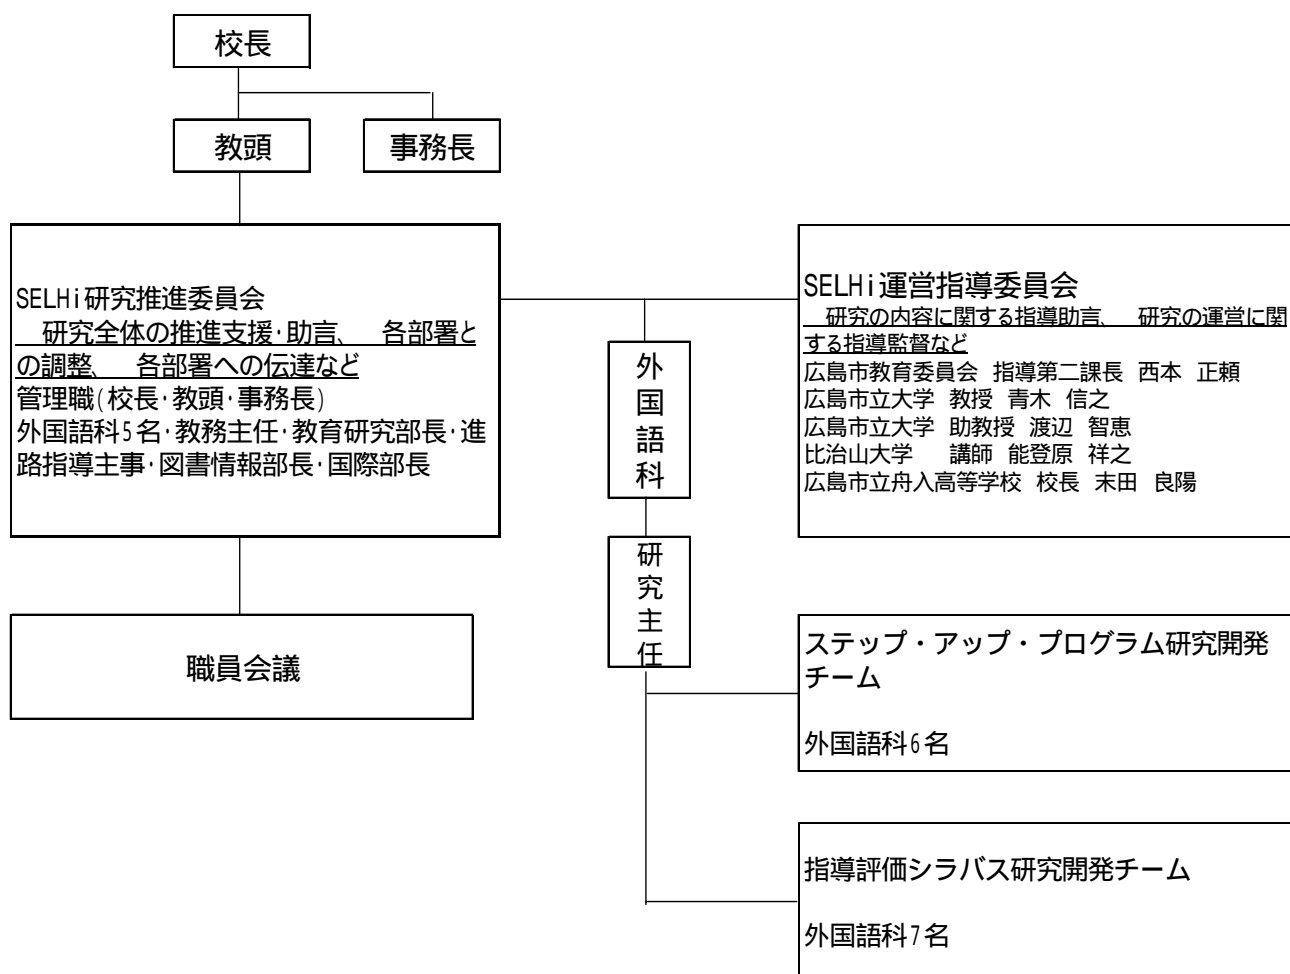 校長
教頭
事務長
SELHi研究推進委員会
研究全体の推進支援・助言、　各部署と
の調整、　各部署への伝達など
管理職(校長・教頭・事務長)
外国語科5名・教務主任・教育研究部長・進
路指導主事・図書情報部長・国際部長
職員会議
外国語科
研究主任
SELHi運営指導委員会
研究の内容に関する指導助言、　研究の運営に関
する指導監督など
広島市教育委員会　指導第二課長　西本　正頼
広島市立大学　教授　青木　信之
広島市立大学　助教授　渡辺　智恵
比治山大学　　講師　能登原　祥之
広島市立舟入高等学校　校長　末田　良陽
ステップ・アップ・プログラム研究開発
チーム
外国語科6名
指導評価シラバス研究開発チーム
外国語科7名